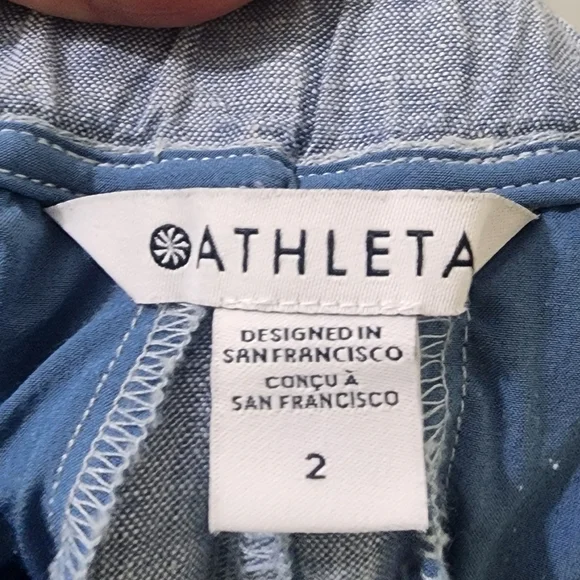 ATHLETA
DESIGNED IN
SAN FRANCISCO
CONÇU À
SAN FRANCISCO
2